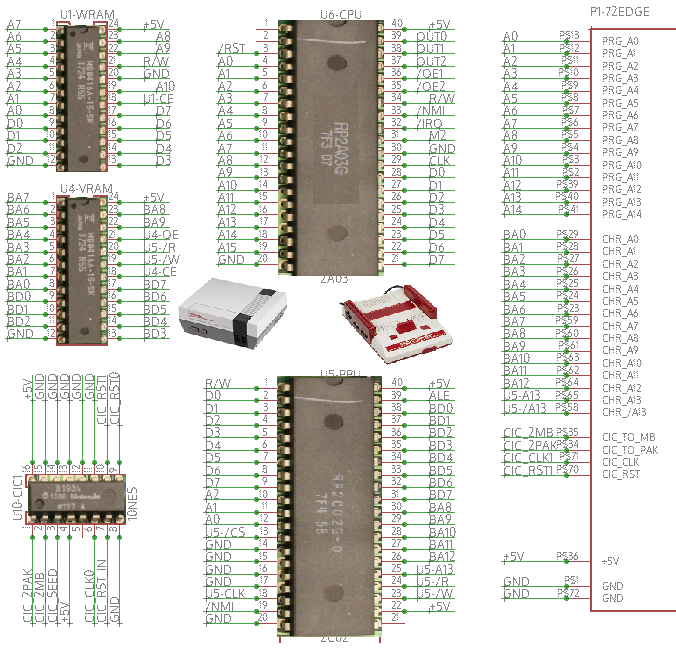 U1-WRAM
A7 1 24 +5V
A6 2 23 A8
A5 3 22 A9
A4 4 21 R/W
A3 5 20 GND
A2 6 19 A10
A1 7 18 U1-CE
A0 8 17 D7
D0 9 16 D6
D1 10 15 D5
D2 11 14 D4
GND 12 13 D3
MB8416A-15-SK
8724 H55
U4-VRAM
BA7 1 24 +5V
BA6 2 23 BA8
BA5 3 22 BA9
BA4 4 21 U4-OE
BA3 5 20 U5-/R
BA2 6 19 U5-/W
BA1 7 18 U4-CE
BA0 8 17 BD7
BD0 9 16 BD6
BD1 10 15 BD5
BD2 11 14 BD4
GND 12 13 BD3
MB8416A-15-SK
8724 H55
+5V
GND
GND
GND
GND
GND
CIC_RST1
CIC_RST0
16 15 14 13 12 11 10 9
U10-CIC1
3193A
© 1986 Nintendo
8727 A
10NES
1 2 3 4 5 6 7 8
CIC_2PAK
CIC_2MB
CIC_SEED
+5V
CIC_CLK0
CIC_RST_IN
GND
U6-CPU
1 40 +5V
2 39 OUT0
/RST 3 38 OUT1
A0 4 37 OUT2
A1 5 36 /OE1
A2 6 35 /OE2
A3 7 34 R/W
A4 8 33 /NMI
A5 9 32 /IRQ
A6 10 31 M2
A7 11 30 GND
A8 12 29 CLK
A9 13 28 D0
A10 14 27 D1
A11 15 26 D2
A12 16 25 D3
A13 17 24 D4
A14 18 23 D5
A15 19 22 D6
GND 20 21 D7
RP2A03G
7F3 07
2A03
U5-PPU
R/W 1 40 +5V
D0 2 39 ALE
D1 3 38 BD0
D2 4 37 BD1
D3 5 36 BD2
D4 6 35 BD3
D5 7 34 BD4
D6 8 33 BD5
D7 9 32 BD6
A2 10 31 BD7
A1 11 30 BA8
A0 12 29 BA9
U5-/CS 13 28 BA10
GND 14 27 BA11
GND 15 26 BA12
GND 16 25 U5-A13
GND 17 24 U5-/R
U5-CLK 18 23 U5-/W
/NMI 19 22 +5V
GND 20 21
RP2C02G-0
2C02
P1-72EDGE
A0 PS13 PRG_A0
A1 PS12 PRG_A1
A2 PS11 PRG_A2
A3 PS10 PRG_A3
A4 PS9 PRG_A4
A5 PS8 PRG_A5
A6 PS7 PRG_A6
A7 PS6 PRG_A7
A8 PS5 PRG_A8
A9 PS4 PRG_A9
A10 PS3 PRG_A10
A11 PS2 PRG_A11
A12 PS39 PRG_A12
A13 PS40 PRG_A13
A14 PS41 PRG_A14
BA0 PS29 CHR_A0
BA1 PS28 CHR_A1
BA2 PS27 CHR_A2
BA3 PS26 CHR_A3
BA4 PS25 CHR_A4
BA5 PS24 CHR_A5
BA6 PS23 CHR_A6
BA7 PS59 CHR_A7
BA8 PS60 CHR_A8
BA9 PS61 CHR_A9
BA10 PS63 CHR_A10
BA11 PS62 CHR_A11
BA12 PS64 CHR_A12
U5-A13 PS65 CHR_A13
U5-/A13 PS58 CHR_/A13
CIC_2MB PS35 CIC_TO_MB
CIC_2PAK PS34 CIC_TO_PAK
CIC_CLK1 PS71 CIC_CLK
CIC_RST1 PS70 CIC_RST
+5V PS36 +5V
GND PS1 GND
GND PS72 GND